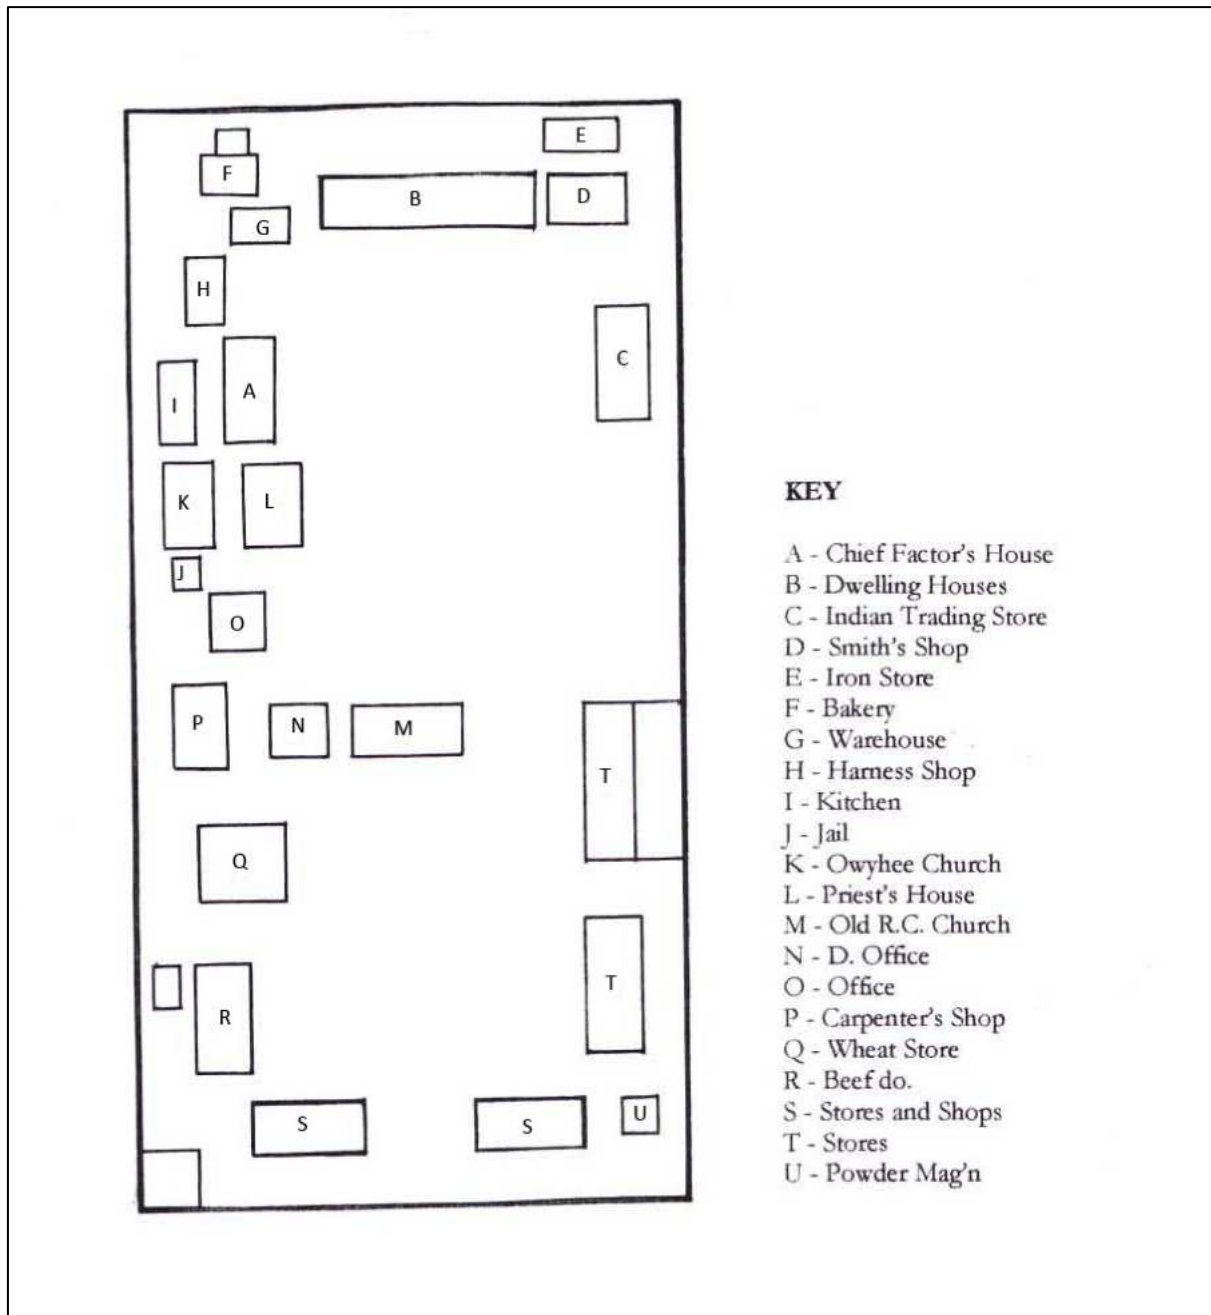 E
F
B
D
G
H
C
A
I
K
L
J
O
P
N
M
T
Q
T
R
U
S
S
KEY
A - Chief Factor's House
B - Dwelling Houses
C - Indian Trading Store
D - Smith's Shop
E - Iron Store
F - Bakery
G - Warehouse
H - Harness Shop
I - Kitchen
J - Jail
K - Owyhee Church
L - Priest's House
M - Old R.C. Church
N - D. Office
O - Office
P - Carpenter's Shop
Q - Wheat Store
R - Beef do.
S - Stores and Shops
T - Stores
U - Powder Mag'n